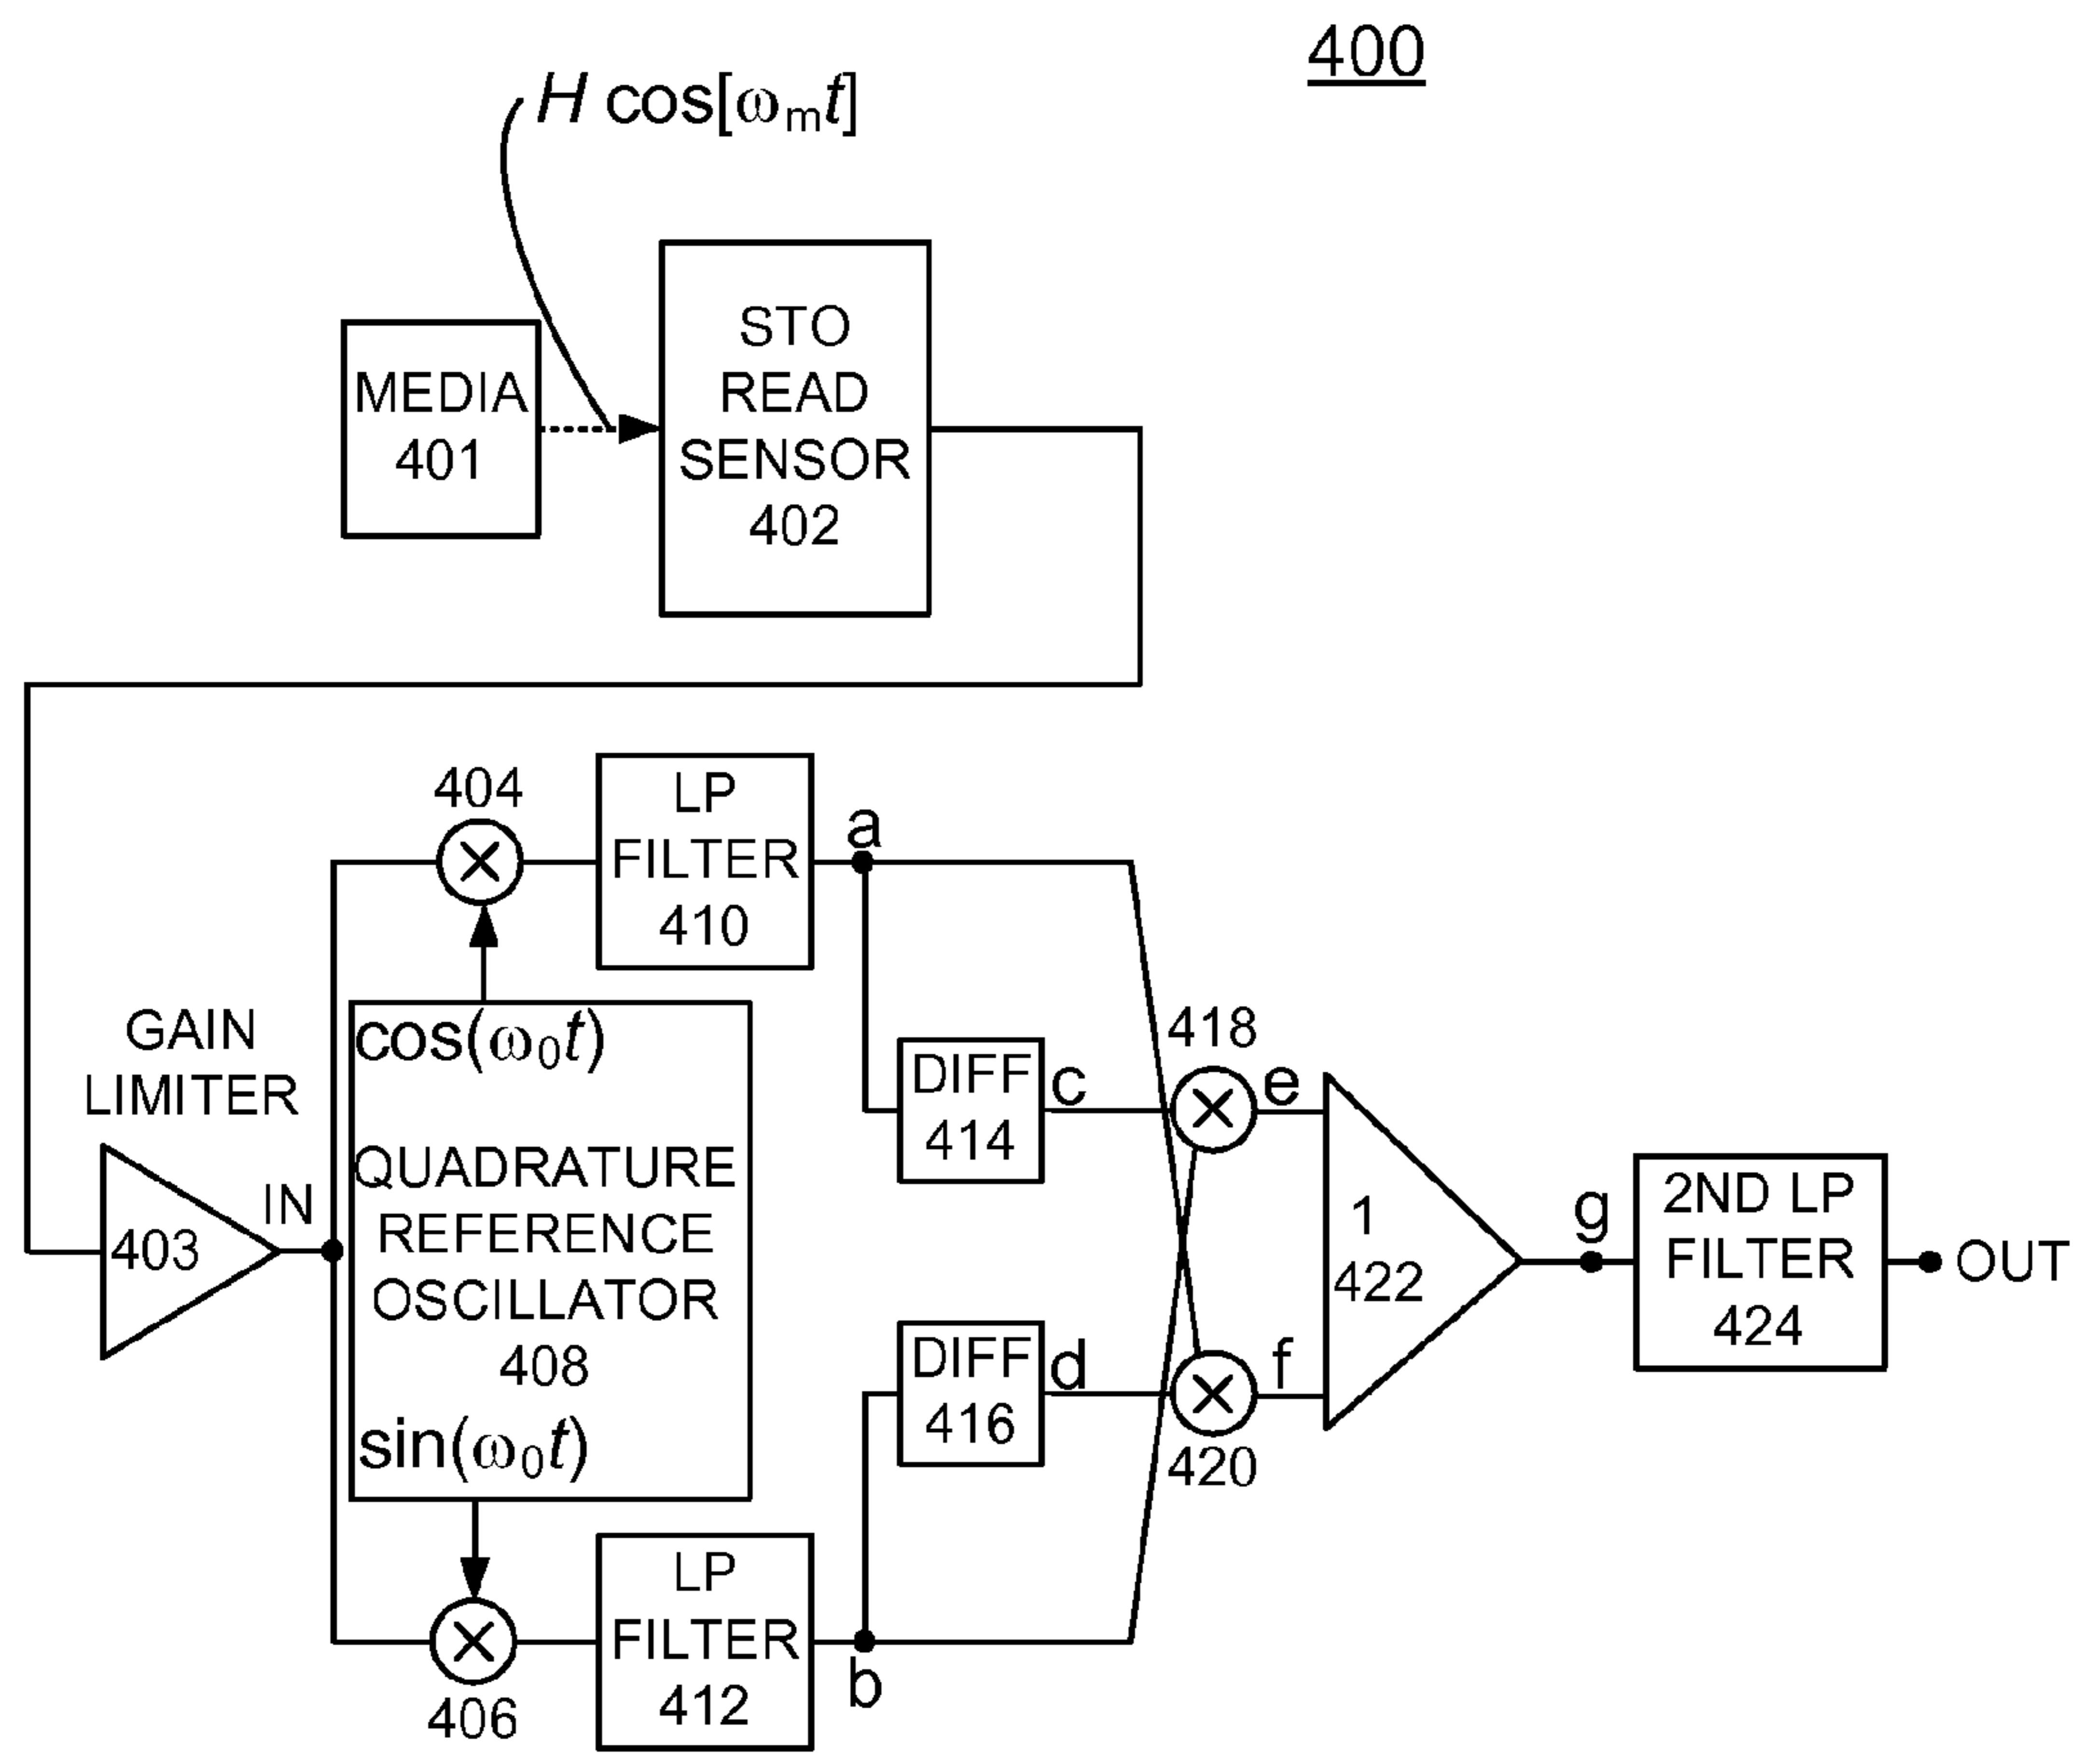 400
H cos[ωmt]
MEDIA
401
STO
READ
SENSOR
402
404
LP
FILTER
410
a
GAIN
LIMITER
403
IN
cos(ω0t)
QUADRATURE
REFERENCE
OSCILLATOR
408
sin(ω0t)
406
LP
FILTER
412
b
DIFF
414
c
418
e
DIFF
416
d
420
f
1
422
g
2ND LP
FILTER
424
OUT